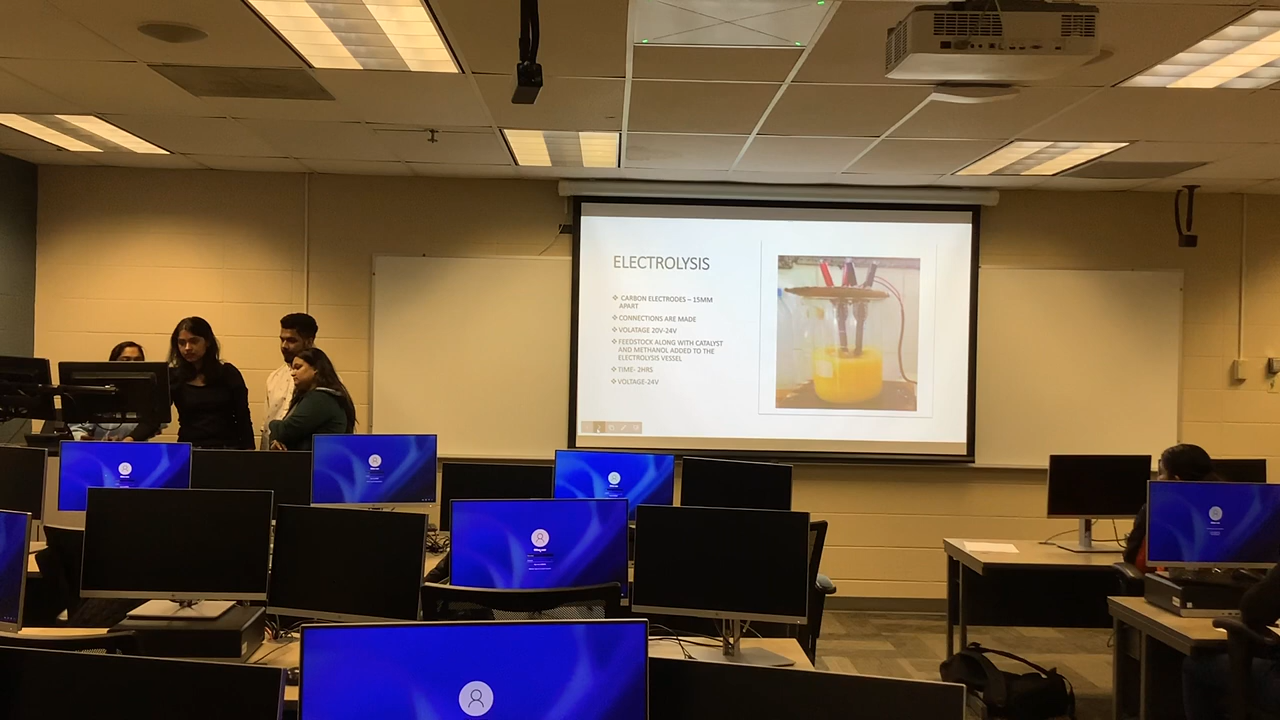 ELECTROLYSIS
❖ CARBON ELECTRODES – 15MM
APART
❖ CONNECTIONS ARE MADE
❖ VOLATAGE 20V-24V
❖ FEEDSTOCK ALONG WITH CATALYST
AND METHANOL ADDED TO THE
ELECTROLYSIS VESSEL
❖ TIME- 2HRS
❖ VOLTAGE-24V